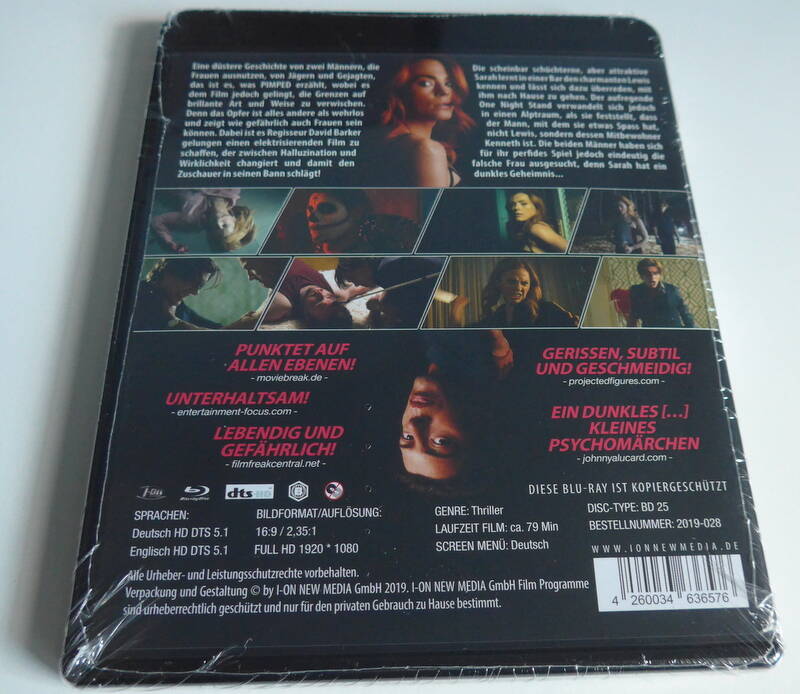 Eine düstere Geschichte von zwei Männern, die
Frauen ausnutzen, von Jägern und Gejagten,
das ist es, was PIMPED erzählt, wobei es
dem Film jedoch gelingt, die Grenzen auf
brillante Art und Weise zu verwischen.
Denn das Opfer ist alles andere als wehrlos
und zeigt wie gefährlich auch Frauen sein
können. Dabei ist es Regisseur David Barker
gelungen einen elektrisierenden Film zu
schaffen, der zwischen Halluzination und
Wirklichkeit changiert und damit den
Zuschauer in seinen Bann schlägt!
Die scheinbar schüchterne, aber attraktive
Sarah lernt in einer Bar den charmanten Lewis
kennen und lässt sich dazu überreden, mit
ihm nach Hause zu gehen. Der aufregende
One Night Stand verwandelt sich jedoch
in einen Alptraum, als sie feststellt, dass
der Mann, mit dem sie etwas Spass hat,
nicht Lewis, sondern dessen Mitbewohner
Kenneth ist. Die beiden Männer haben sich
für ihr perfides Spiel jedoch eindeutig die
falsche Frau ausgesucht, denn Sarah hat ein
dunkles Geheimnis...
PUNKTET AUF
ALLEN EBENEN!
- moviebreak.de -
UNTERHALTSAM!
- entertainment-focus.com -
LEBENDIG UND
GEFÄHRLICH!
- filmfreakcentral.net -
GERISSEN, SUBTIL
UND GESCHMEIDIG!
- projectedfigures.com -
EIN DUNKLES [...]
KLEINES
PSYCHOMÄRCHEN
- johnnyalucard.com -
DIESE BLU-RAY IST KOPIERGESCHÜTZT
I-On Blu-ray Disc dts-HD B
SPRACHEN:
Deutsch HD DTS 5.1
Englisch HD DTS 5.1
BILDFORMAT/AUFLÖSUNG:
16:9 / 2,35:1
FULL HD 1920 * 1080
GENRE: Thriller
LAUFZEIT FILM: ca. 79 Min
SCREEN MENÜ: Deutsch
DISC-TYPE: BD 25
BESTELLNUMMER: 2019-028
WWW.IONNEWMEDIA.DE
Alle Urheber- und Leistungsschutzrechte vorbehalten.
Verpackung und Gestaltung © by I-ON NEW MEDIA GmbH 2019. I-ON NEW MEDIA GmbH Film Programme
sind urheberrechtlich geschützt und nur für den privaten Gebrauch zu Hause bestimmt.
4 260034 636576